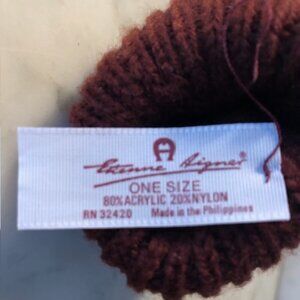 Etienne Aigner
ONE SIZE
80% ACRYLIC 20% NYLON
RN 32420 Made in the Philippines